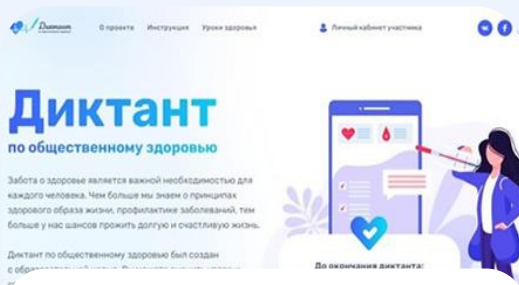 Диктант
О проекте Инструкция Уроки здоровья Личный кабинет участника
Диктант
по общественному здоровью
Забота о здоровье является важной необходимостью для
каждого человека. Чем больше мы знаем о принципах
здорового образа жизни, профилактике заболеваний, тем
больше у нас шансов прожить долгую и счастливую жизнь.
Диктант по общественному здоровью был создан
До окончания диктанта: